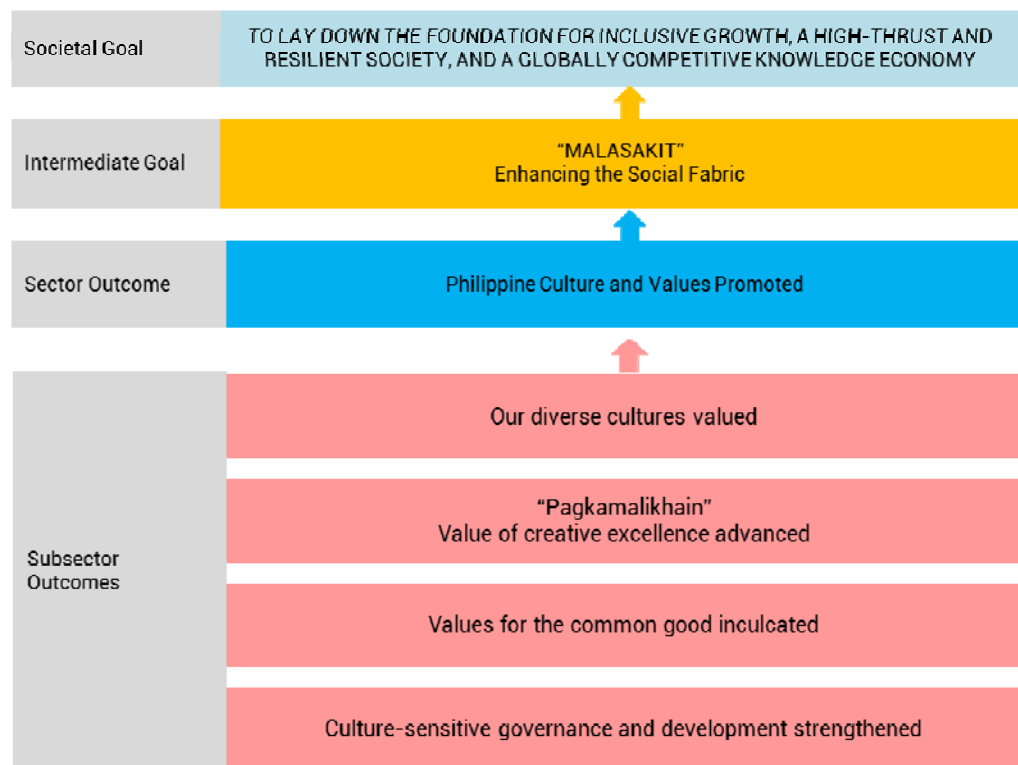 Societal Goal
TO LAY DOWN THE FOUNDATION FOR INCLUSIVE GROWTH, A HIGH-THRUST AND
RESILIENT SOCIETY, AND A GLOBALLY COMPETITIVE KNOWLEDGE ECONOMY
Intermediate Goal
“MALASAKIT”
Enhancing the Social Fabric
Sector Outcome
Philippine Culture and Values Promoted
Subsector
Outcomes
Our diverse cultures valued
“Pagkamalikhain”
Value of creative excellence advanced
Values for the common good inculcated
Culture-sensitive governance and development strengthened